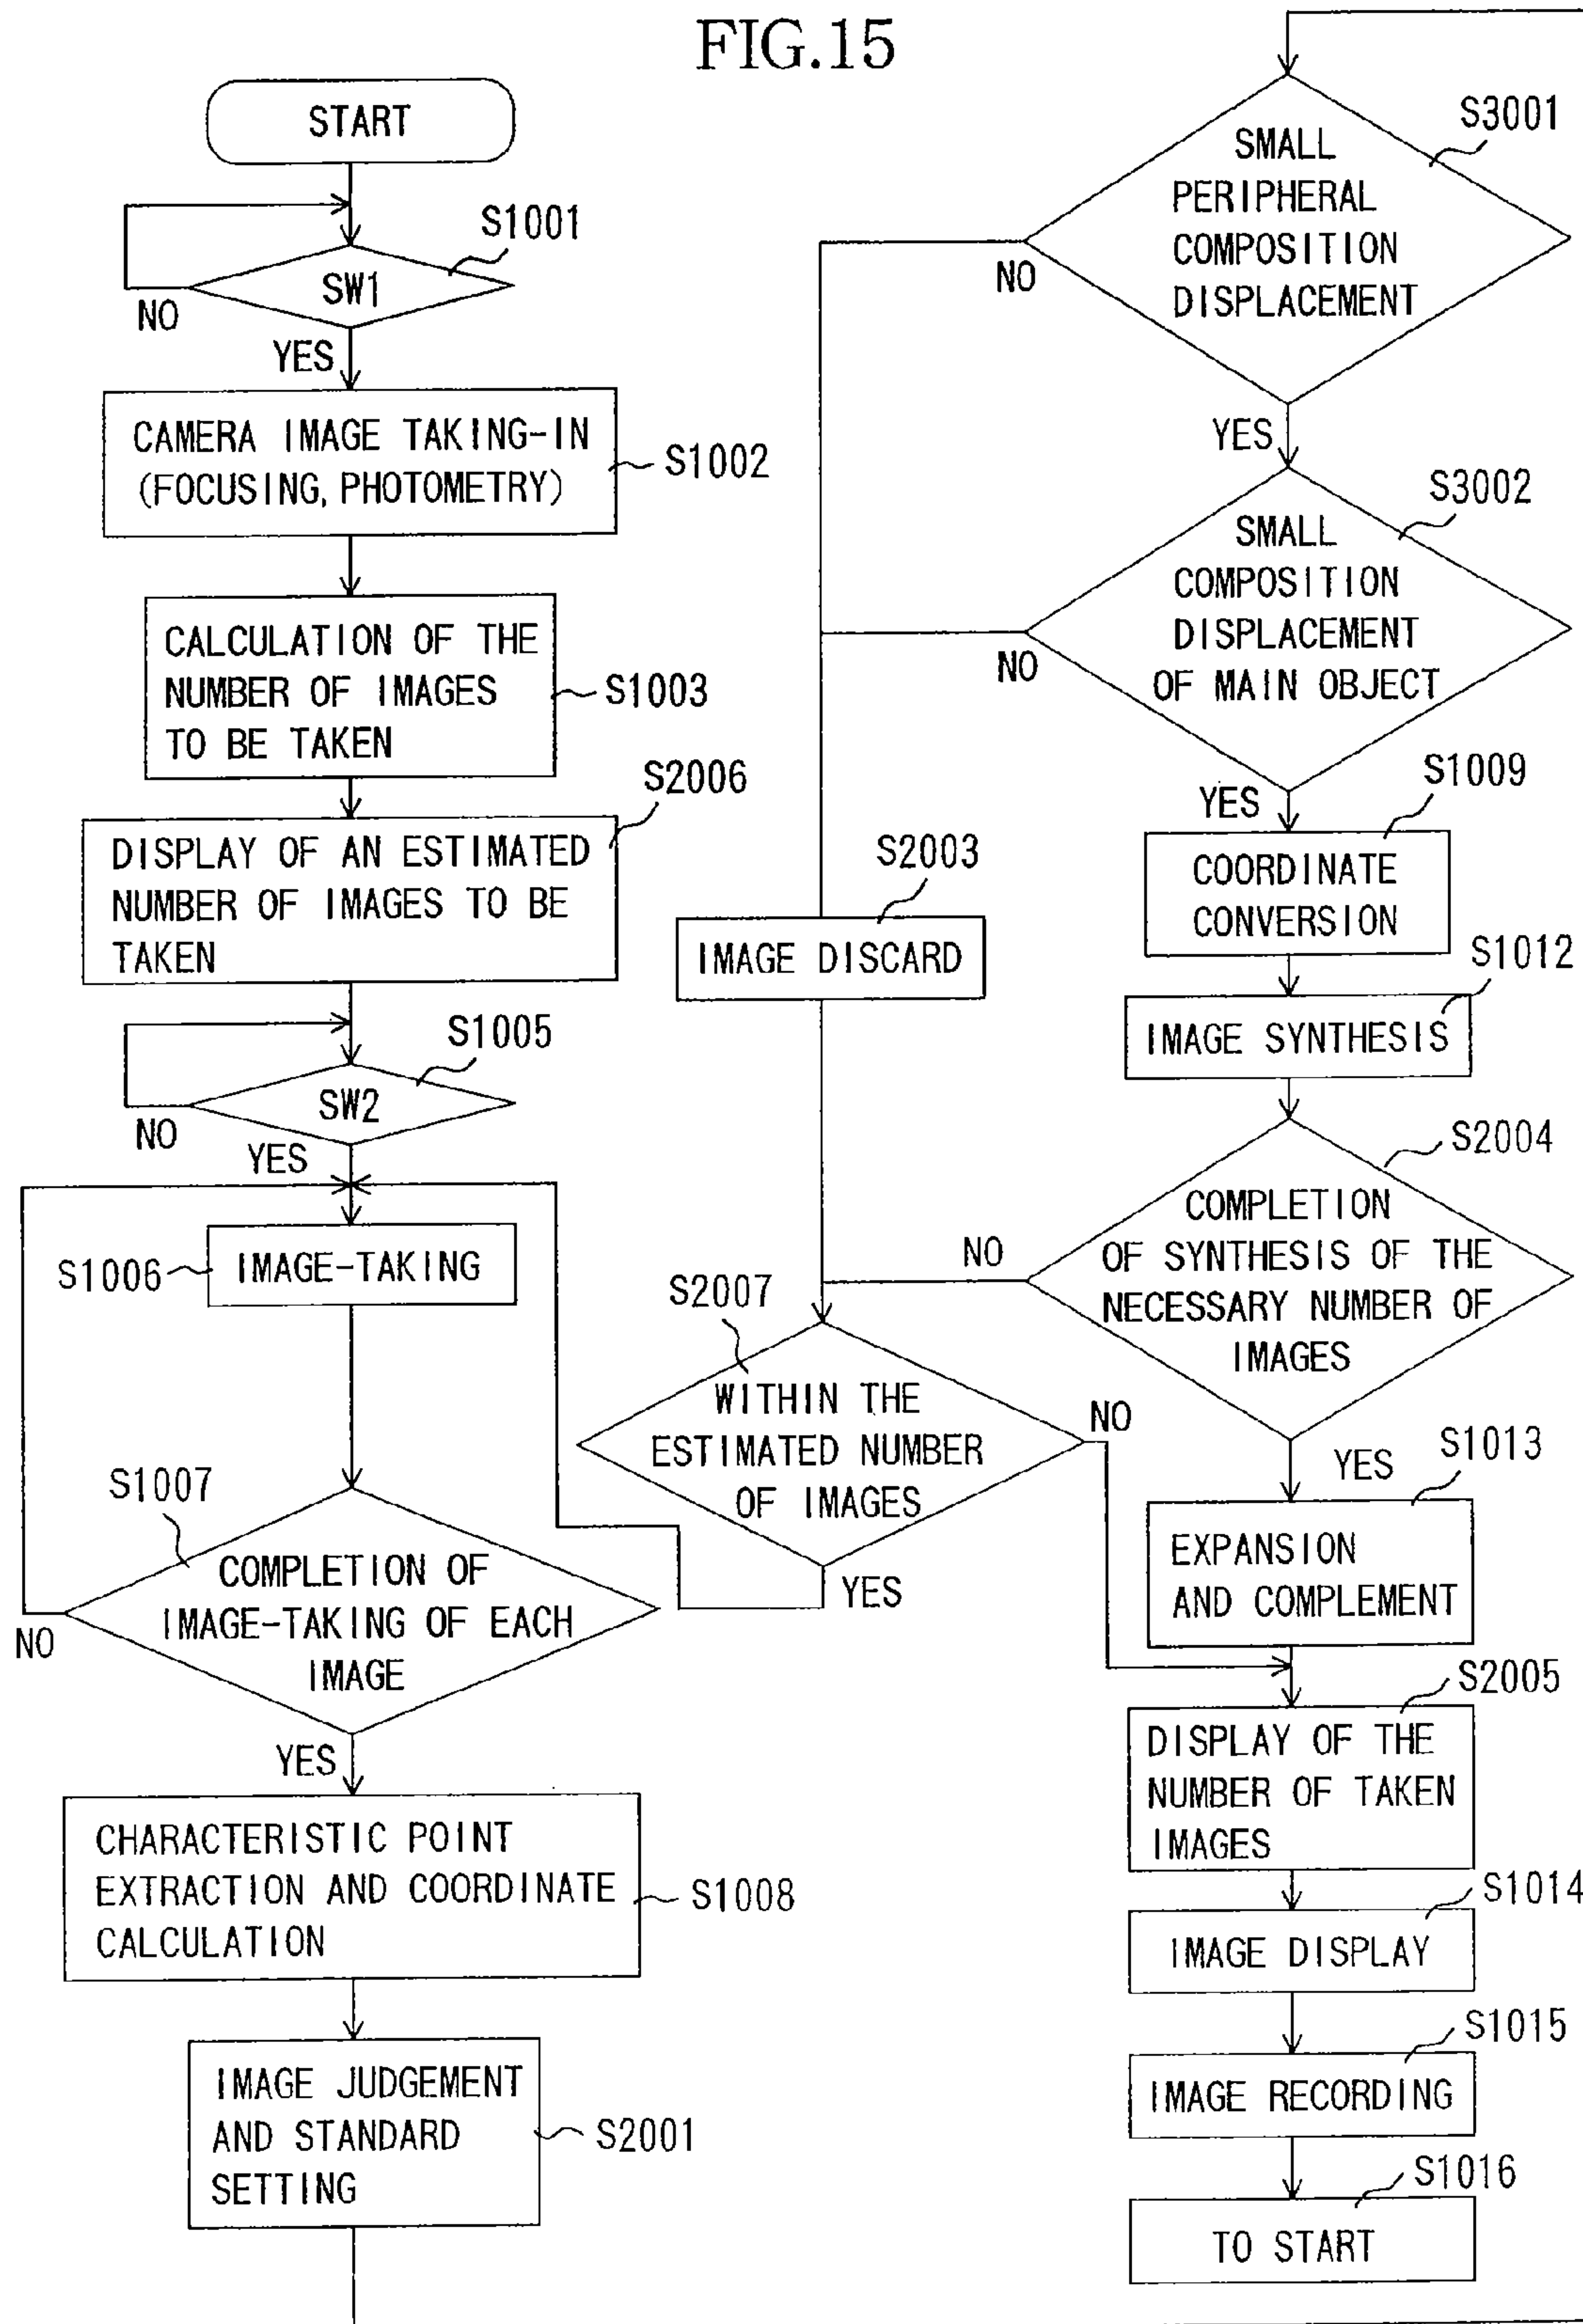 FIG.15
START
S1001
SW1
NO
YES
CAMERA IMAGE TAKING-IN
(FOCUSING, PHOTOMETRY)
S1002
CALCULATION OF THE
NUMBER OF IMAGES
TO BE TAKEN
S1003
S2006
DISPLAY OF AN ESTIMATED
NUMBER OF IMAGES TO BE
TAKEN
S1005
SW2
NO
YES
S1006
IMAGE-TAKING
S1007
COMPLETION OF
IMAGE-TAKING OF EACH
IMAGE
NO
YES
CHARACTERISTIC POINT
EXTRACTION AND COORDINATE
CALCULATION
S1008
IMAGE JUDGEMENT
AND STANDARD
SETTING
S2001
S3001
SMALL
PERIPHERAL
COMPOSITION
DISPLACEMENT
NO
YES
S3002
SMALL
COMPOSITION
DISPLACEMENT
OF MAIN OBJECT
NO
YES
S1009
COORDINATE
CONVERSION
S2003
IMAGE DISCARD
S1012
IMAGE SYNTHESIS
S2004
COMPLETION
OF SYNTHESIS OF THE
NECESSARY NUMBER OF
IMAGES
NO
YES
S2007
WITHIN THE
ESTIMATED NUMBER
OF IMAGES
NO
YES
S1013
EXPANSION
AND COMPLEMENT
S2005
DISPLAY OF THE
NUMBER OF TAKEN
IMAGES
S1014
IMAGE DISPLAY
S1015
IMAGE RECORDING
S1016
TO START